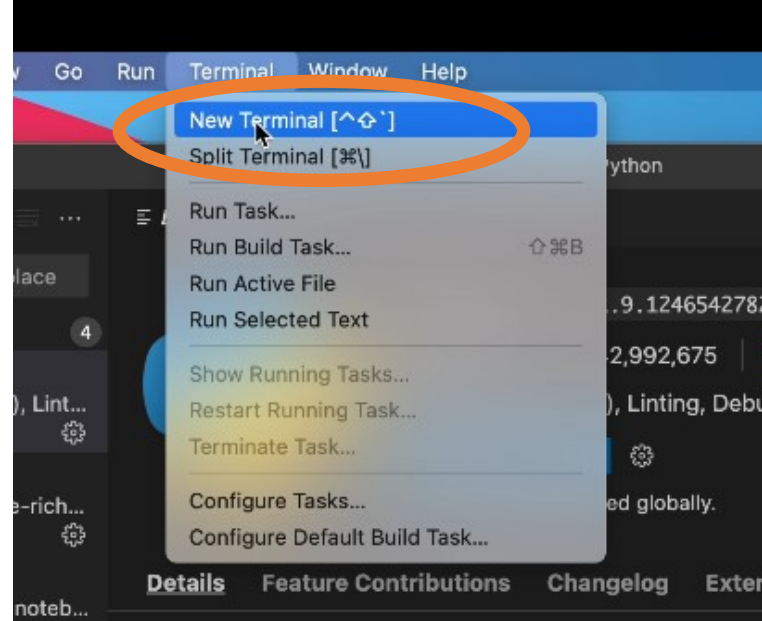 Go Run Terminal Window Help
New Terminal [^⇧`]
Split Terminal [⌘\]
Run Task...
Run Build Task... ⇧⌘B
Run Active File
Run Selected Text
Show Running Tasks...
Restart Running Task...
Terminate Task...
Configure Tasks...
Configure Default Build Task...
ython
lace
4
), Lint...
e-rich...
noteb...
.9.124654278
2,992,675
), Linting, Debu
ed globally.
Details Feature Contributions Changelog Exter